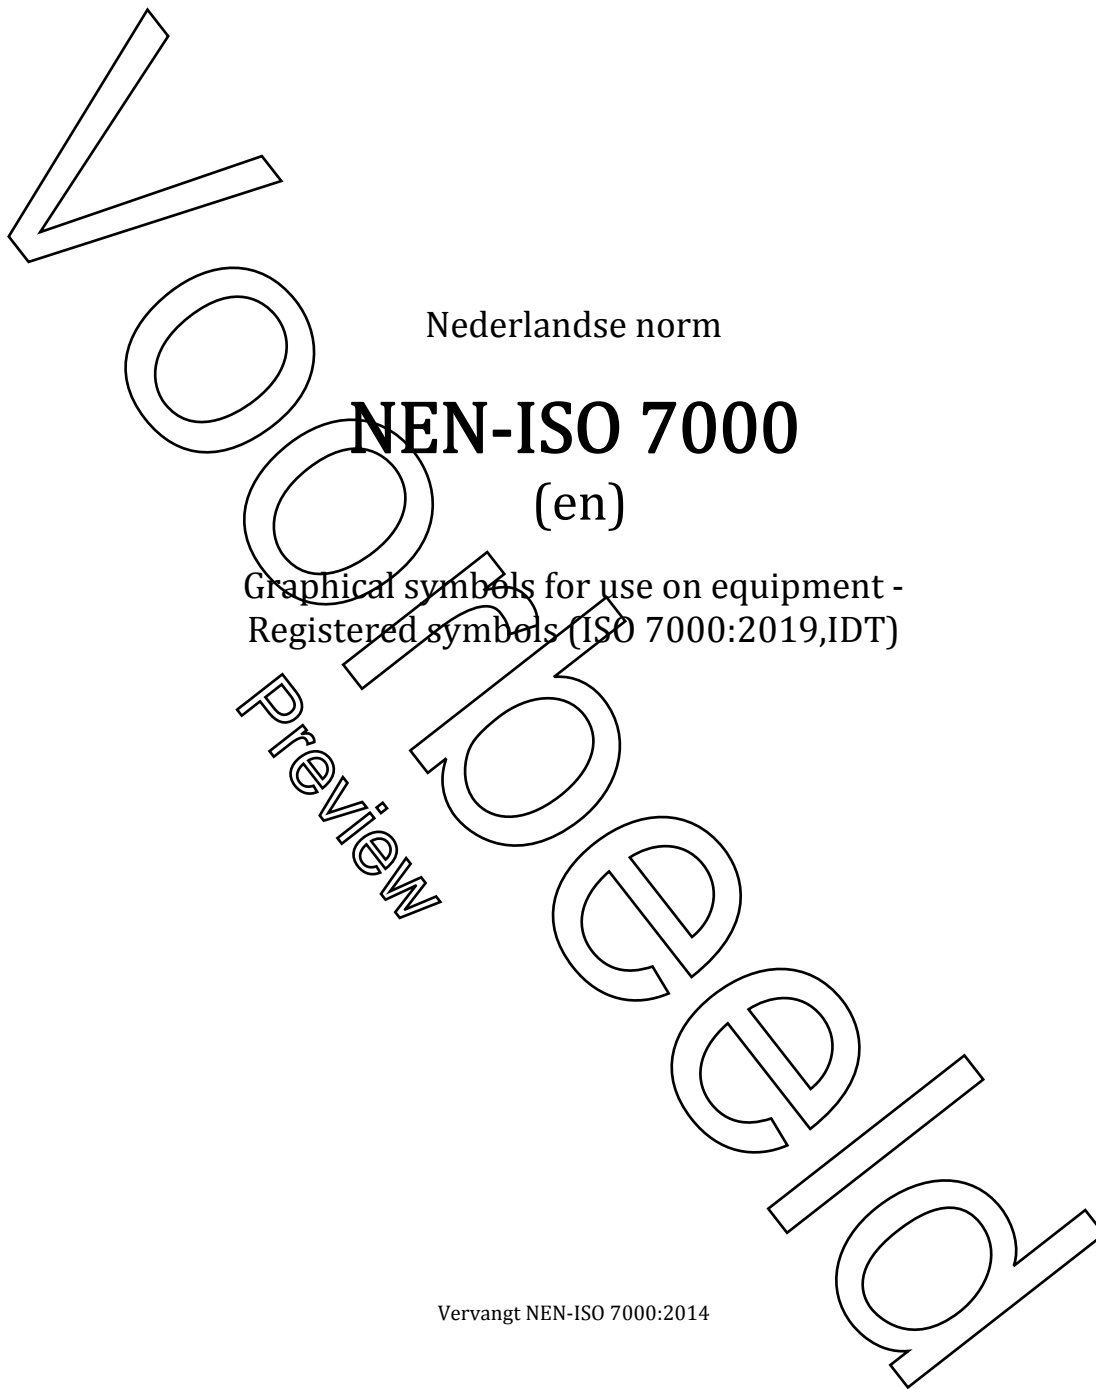 Nederlandse norm
NEN-ISO 7000
(en)
Graphical symbols for use on equipment -
Registered symbols (ISO 7000:2019,IDT)
Voorbeeld
Preview
Vervangt NEN-ISO 7000:2014